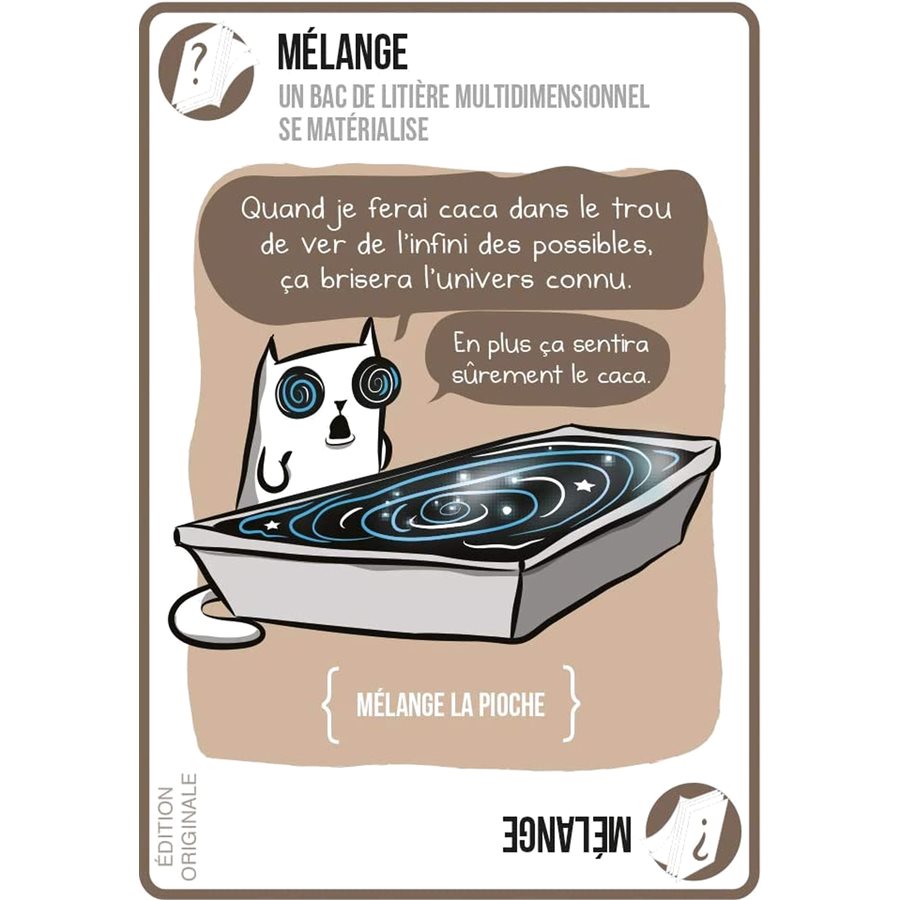 ?
MÉLANGE
UN BAC DE LITIÈRE MULTIDIMENSIONNEL
SE MATÉRIALISE
Quand je ferai caca dans le trou
de ver de l'infini des possibles,
ça brisera l'univers connu.
En plus ça sentira
sûrement le caca.
{ MÉLANGE LA PIOCHE }
ÉDITION
ORIGINALE
MÉLANGE
?